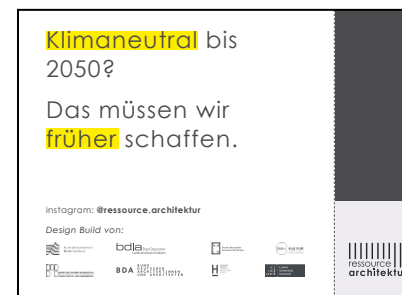 Klimaneutral bis
2050?
Das müssen wir
früher schaffen.
instagram: @ressource.architektur
Design Build von:
bdla
BDA
ressource
architektu